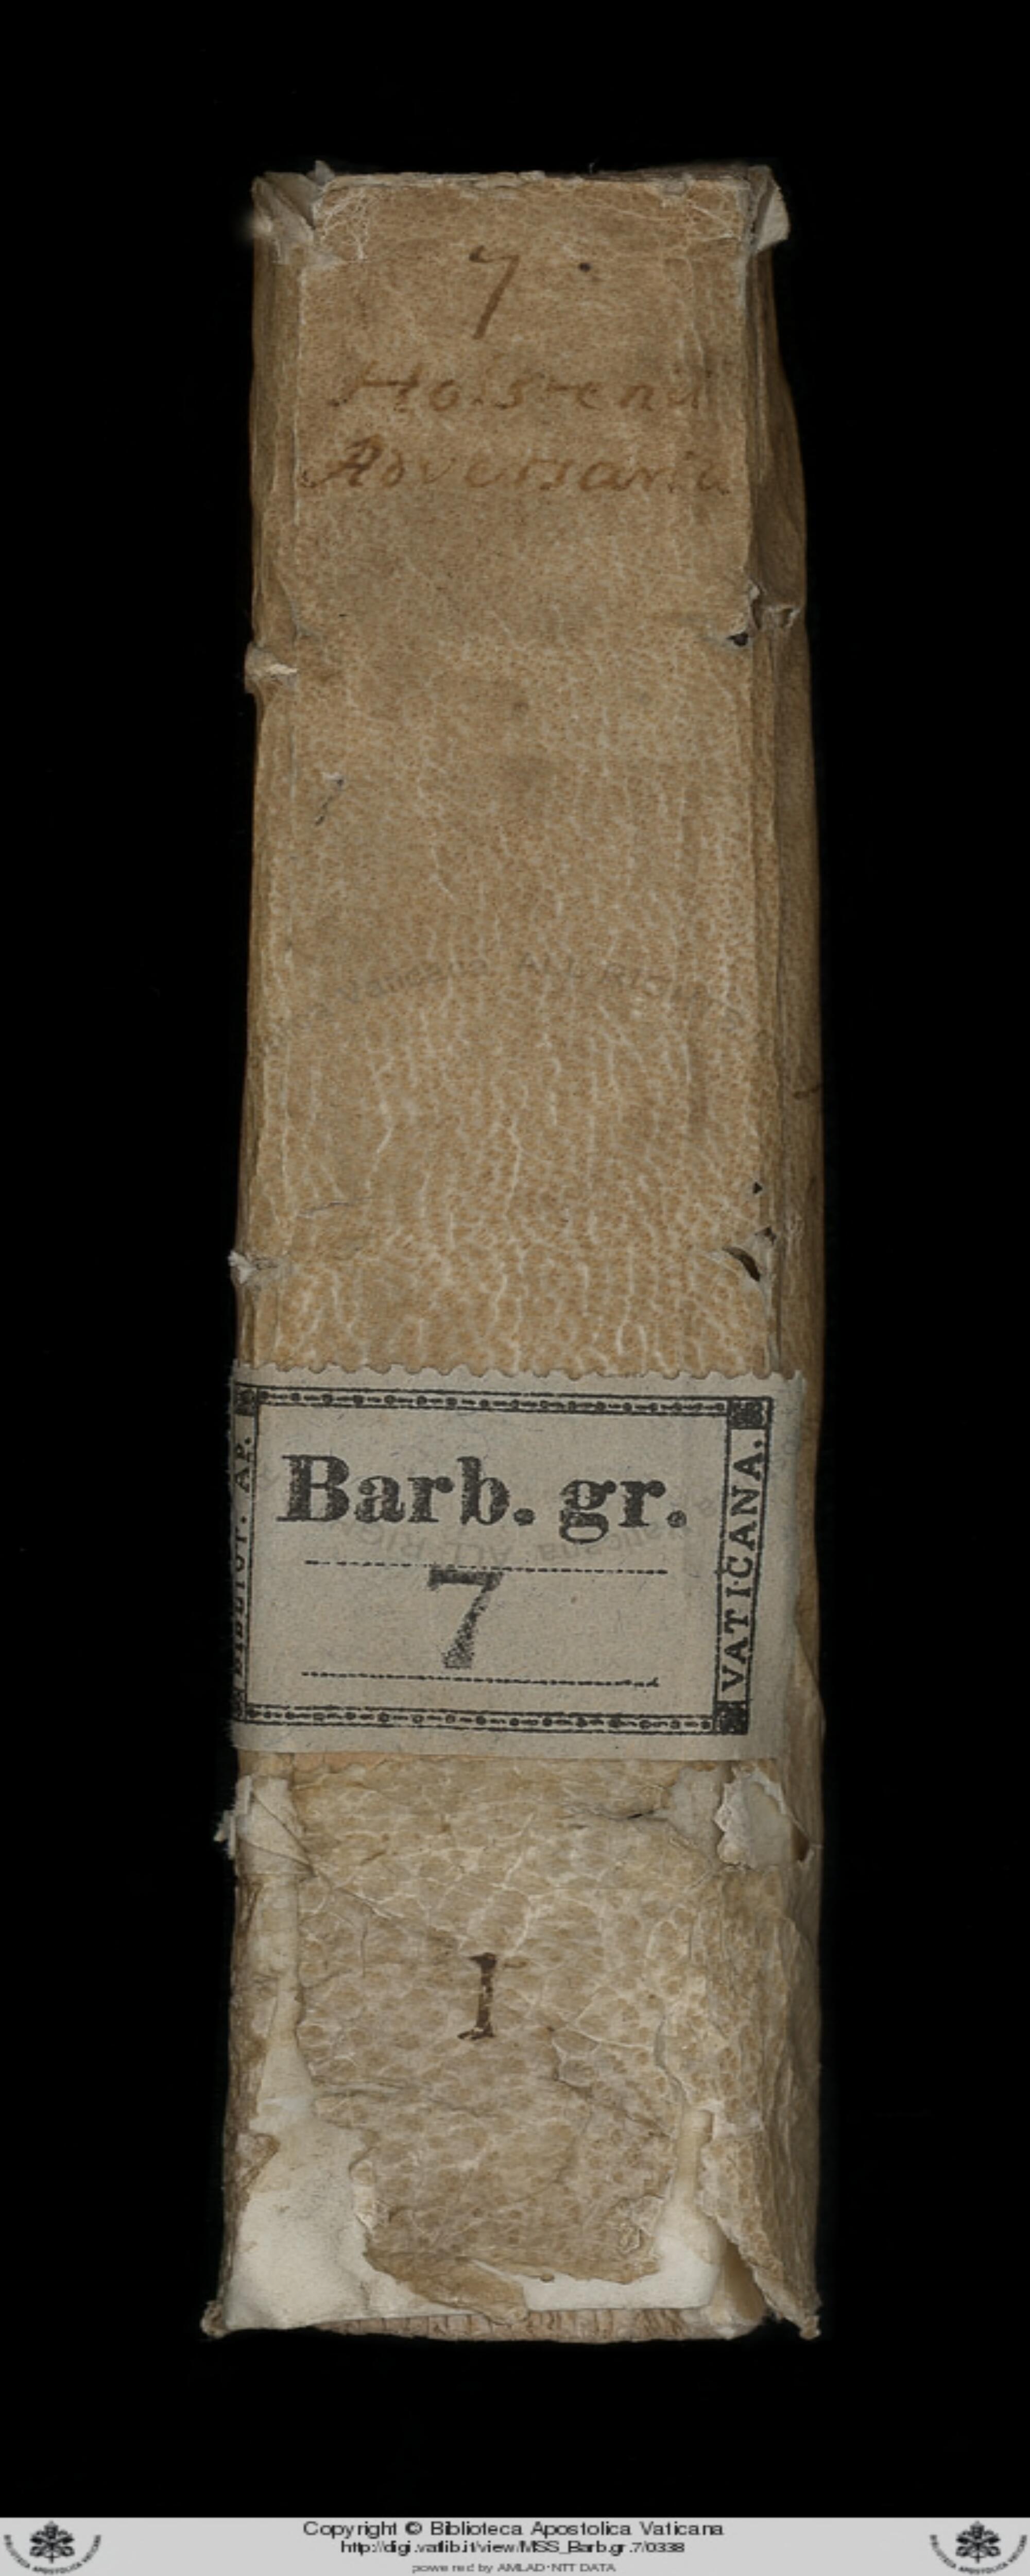 7
Holstenii
Adversaria
Barb. gr.
7
BIBLIOT. AP.
VATICANA.
I
Copyright © Biblioteca Apostolica Vaticana
http://digi.vatlib.it/view/MSS_Barb.gr.7/0338
powered by AMLAD•NTT DATA